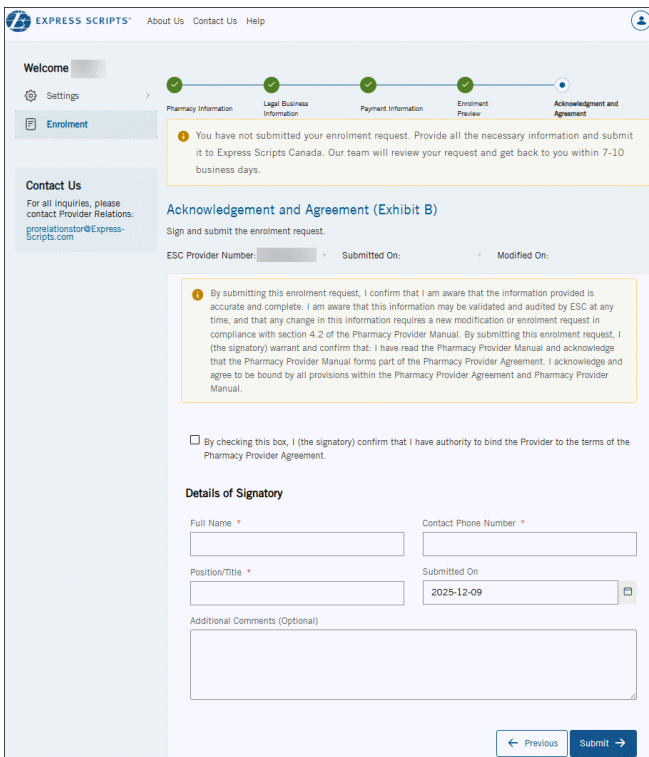 EXPRESS SCRIPTS® About Us Contact Us Help
Welcome
Settings
Enrolment
Contact Us
For all inquiries, please
contact Provider Relations:
prorelationstor@Express-
Scripts.com
Pharmacy Information
Legal Business
Information
Payment Information
Enrolment
Preview
Acknowledgment and
Agreement
You have not submitted your enrolment request. Provide all the necessary information and submit
it to Express Scripts Canada. Our team will review your request and get back to you within 7-10
business days.
Acknowledgement and Agreement (Exhibit B)
Sign and submit the enrolment request.
ESC Provider Number: Submitted On: Modified On:
By submitting this enrolment request, I confirm that I am aware that the information provided is
accurate and complete. I am aware that this information may be validated and audited by ESC at any
time, and that any change in this information requires a new modification or enrolment request in
compliance with section 4.2 of the Pharmacy Provider Manual. By submitting this enrolment request, I
(the signatory) warrant and confirm that: I have read the Pharmacy Provider Manual and acknowledge
that the Pharmacy Provider Manual forms part of the Pharmacy Provider Agreement. I acknowledge and
agree to be bound by all provisions within the Pharmacy Provider Agreement and Pharmacy Provider
Manual.
By checking this box, I (the signatory) confirm that I have authority to bind the Provider to the terms of the
Pharmacy Provider Agreement.
Details of Signatory
Full Name *
Contact Phone Number *
Position/Title *
Submitted On
2025-12-09
Additional Comments (Optional)
← Previous
Submit →